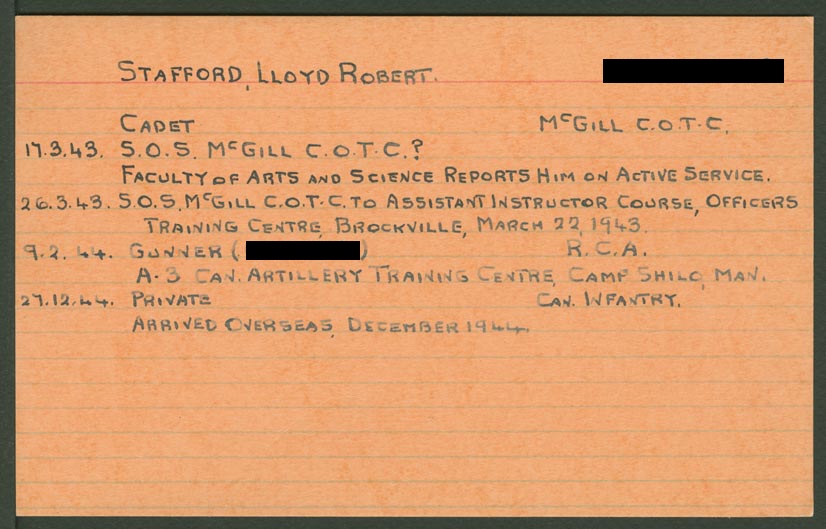 STAFFORD, LLOYD ROBERT.
CADET McGILL C.O.T.C.
17.3.43. S.O.S. McGILL C.O.T.C.?
FACULTY OF ARTS AND SCIENCE REPORTS HIM ON ACTIVE SERVICE.
26.3.43. S.O.S. McGILL C.O.T.C. TO ASSISTANT INSTRUCTOR COURSE, OFFICERS
TRAINING CENTRE, BROCKVILLE, MARCH 22, 1943.
9.2.44. GUNNER ( ) R.C.A.
A-3 CAN. ARTILLERY TRAINING CENTRE, CAMP SHILO, MAN.
27.12.44. PRIVATE CAN. INFANTRY.
ARRIVED OVERSEAS, DECEMBER 1944.